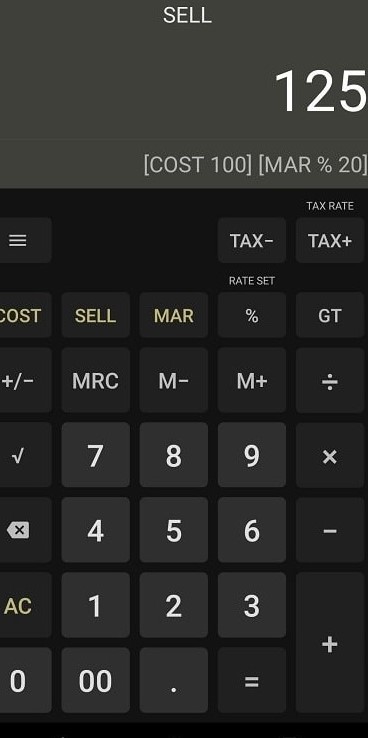 SELL
125
[COST 100] [MAR % 20]
TAX RATE
TAX− TAX+
RATE SET
COST SELL MAR % GT
+/− MRC M− M+ ÷
√ 7 8 9 ×
4 5 6 −
AC 1 2 3
+
0 00 . =